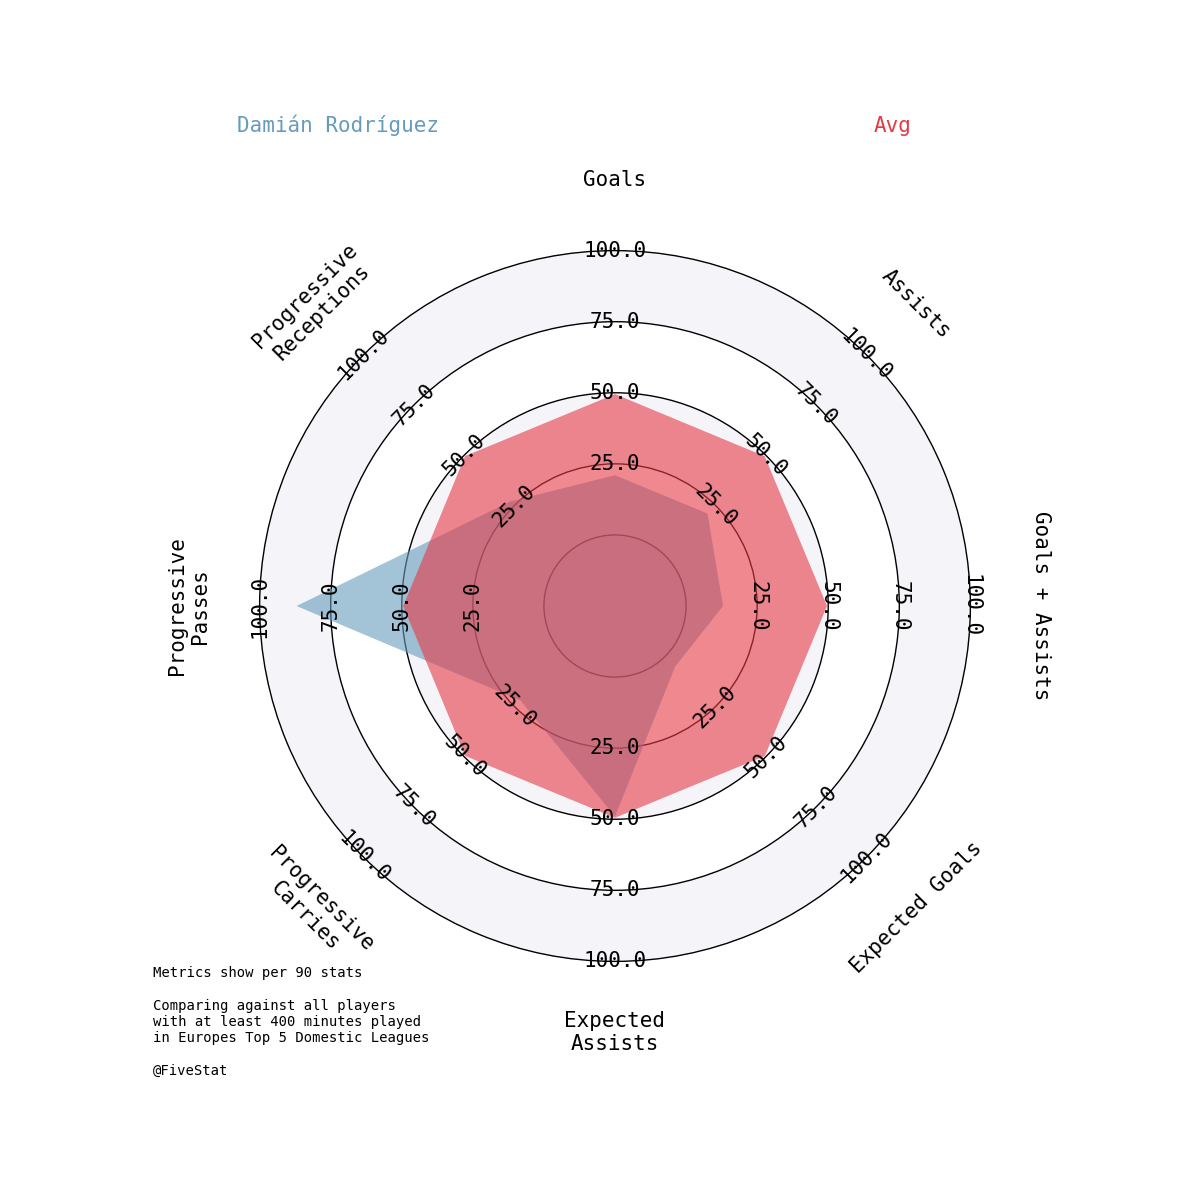 Damián Rodríguez
Avg
Goals
Assists
Goals + Assists
Expected Goals
Expected
Assists
Progressive
Carries
Progressive
Passes
Progressive
Receptions
25.0
50.0
75.0
100.0
25.0
50.0
75.0
100.0
25.0
50.0
75.0
100.0
25.0
50.0
75.0
100.0
25.0
50.0
75.0
100.0
25.0
50.0
75.0
100.0
25.0
50.0
75.0
100.0
25.0
50.0
75.0
100.0
Metrics show per 90 stats
Comparing against all players
with at least 400 minutes played
in Europes Top 5 Domestic Leagues
@FiveStat